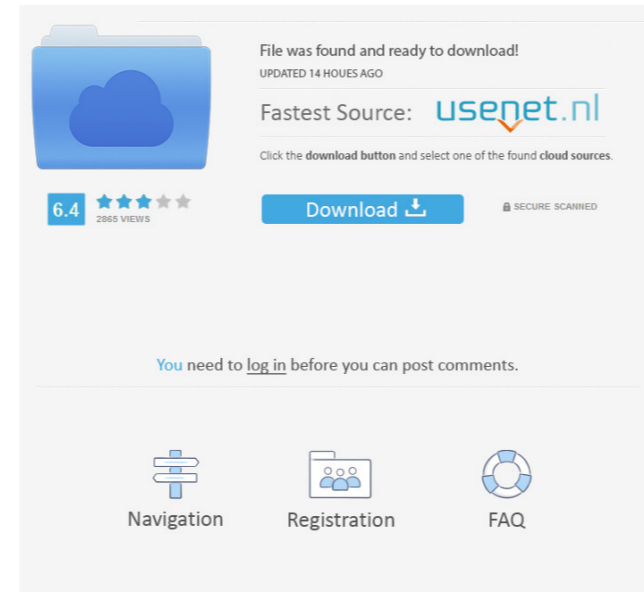 File was found and ready to download!
UPDATED 14 HOUES AGO
Fastest Source: usenet.nl
Click the download button and select one of the found cloud sources.
6.4
2865 VIEWS
Download
SECURE SCANNED
You need to log in before you can post comments.
Navigation
Registration
FAQ